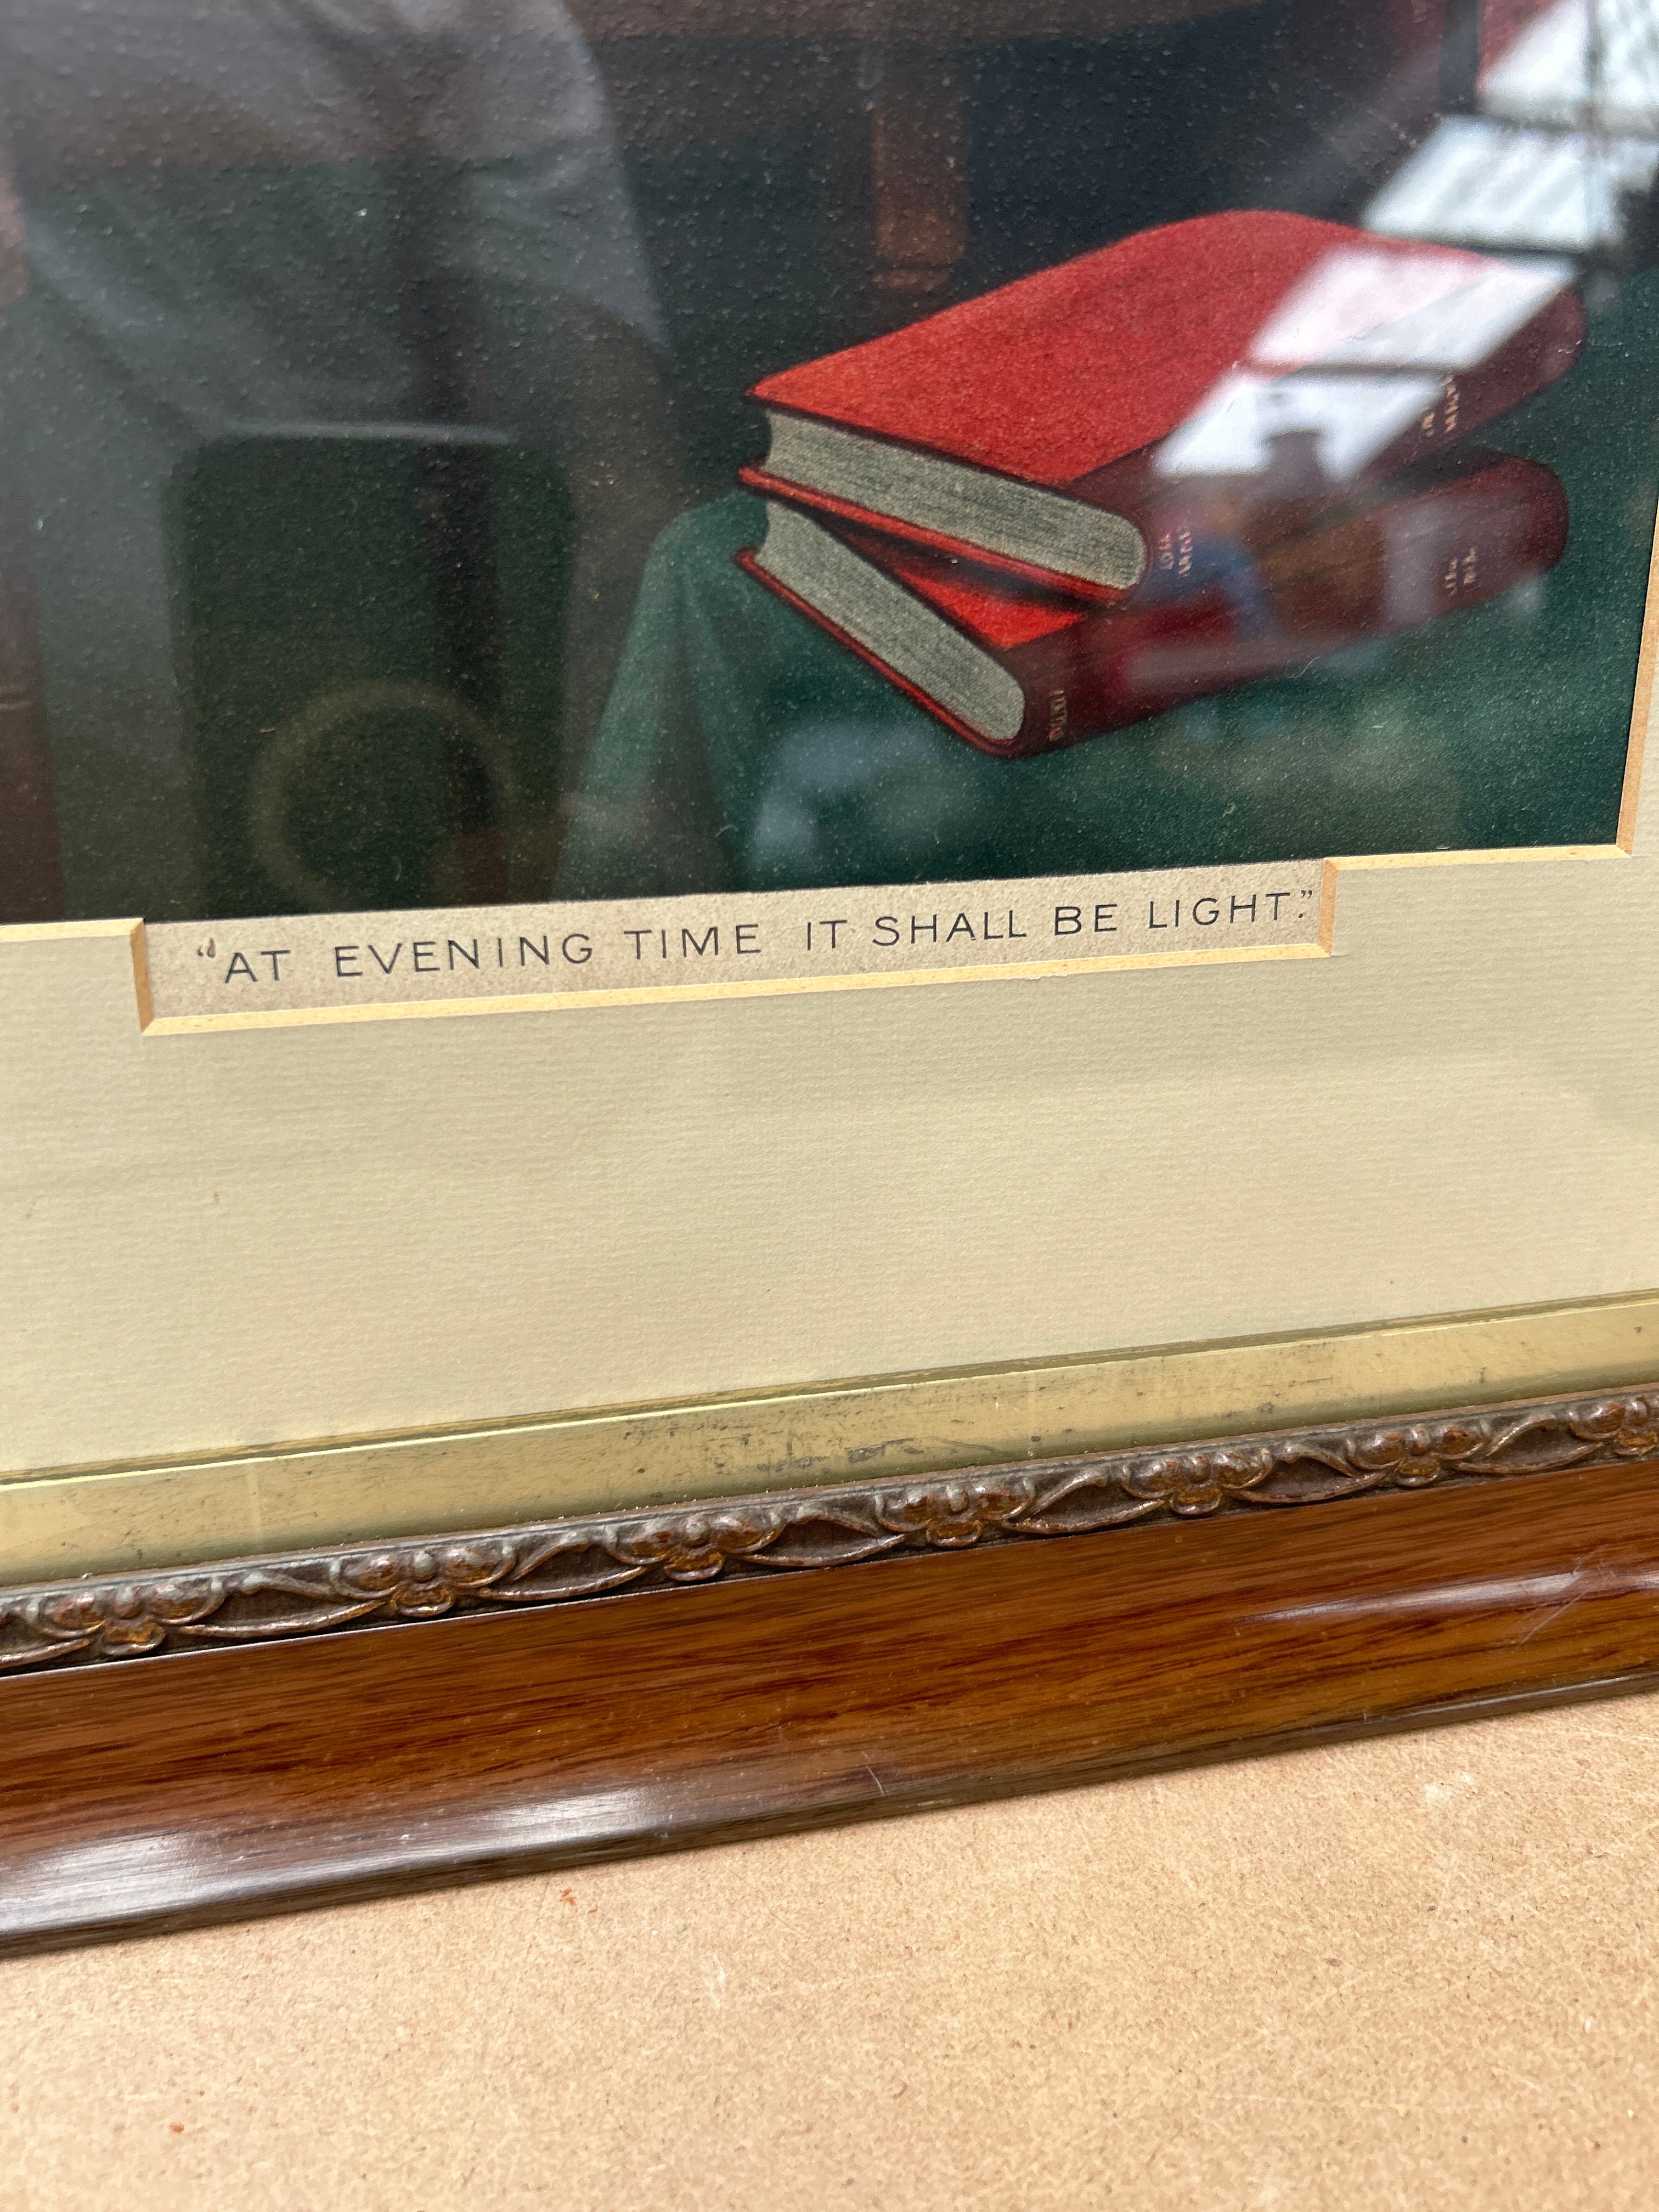 "AT EVENING TIME IT SHALL BE LIGHT."